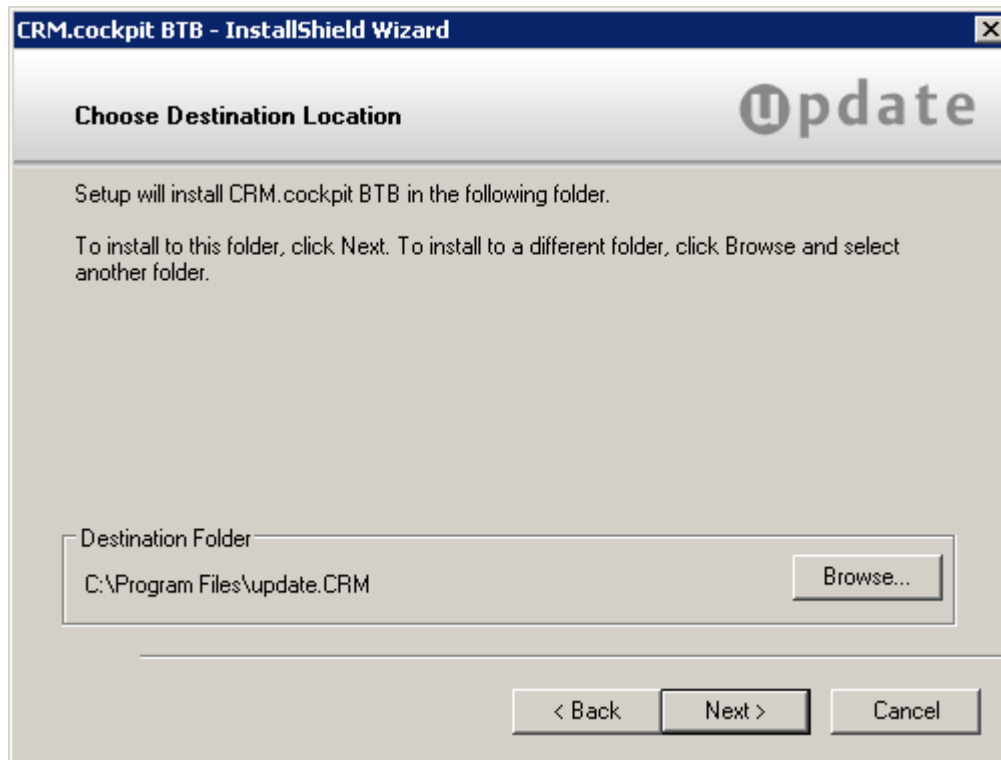 CRM.cockpit BTB - InstallShield Wizard
Choose Destination Location
update
Setup will install CRM.cockpit BTB in the following folder.
To install to this folder, click Next. To install to a different folder, click Browse and select
another folder.
Destination Folder
C:\Program Files\update.CRM
Browse...
< Back
Next >
Cancel